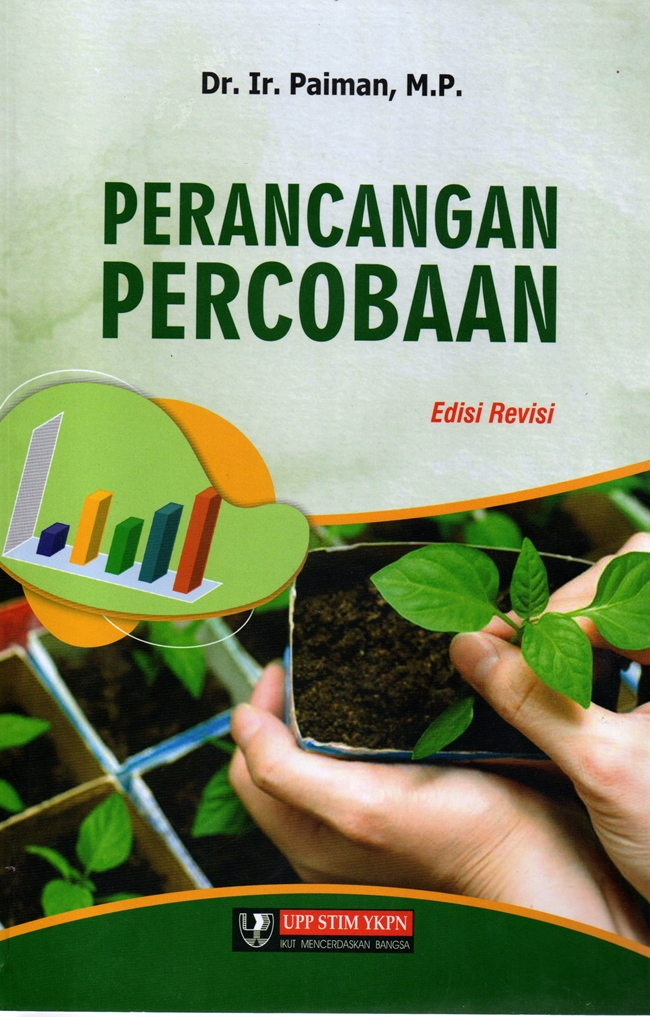 Dr. Ir. Paiman, M.P.
PERANCANGAN
PERCOBAAN
Edisi Revisi
UPP STIM YKPN
IKUT MENCERDASKAN BANGSA